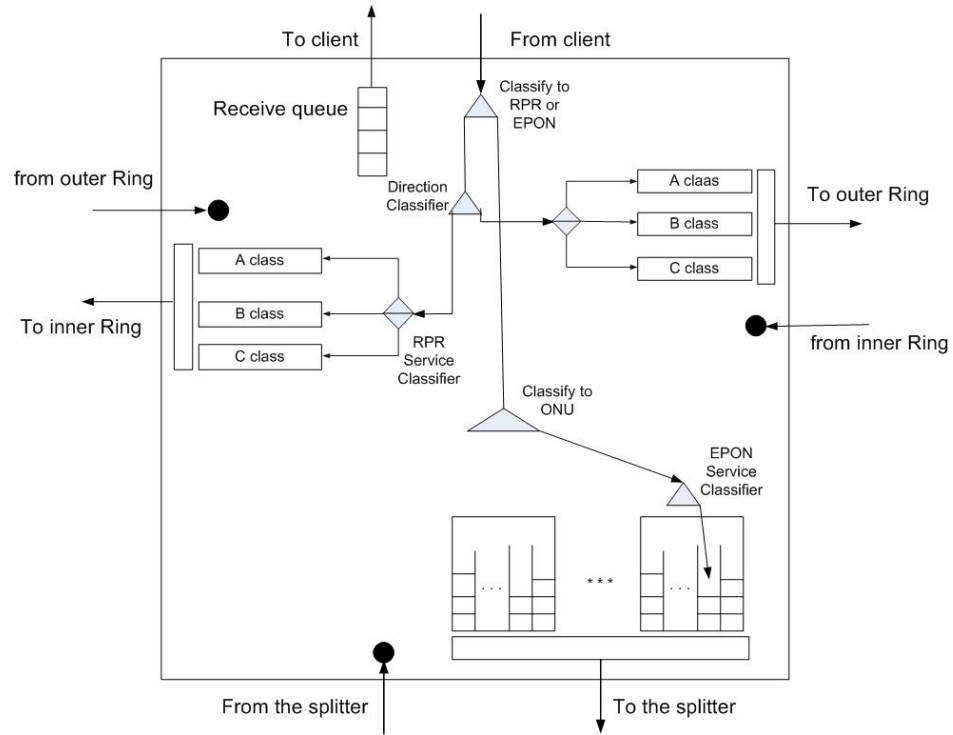 To client
From client
Receive queue
Classify to
RPR or
EPON
from outer Ring
Direction
Classifier
A claas
B class
C class
To outer Ring
A class
B class
C class
To inner Ring
RPR
Service
Classifier
from inner Ring
Classify to
ONU
EPON
Service
Classifier
. . .
* * *
. . .
From the splitter
To the splitter